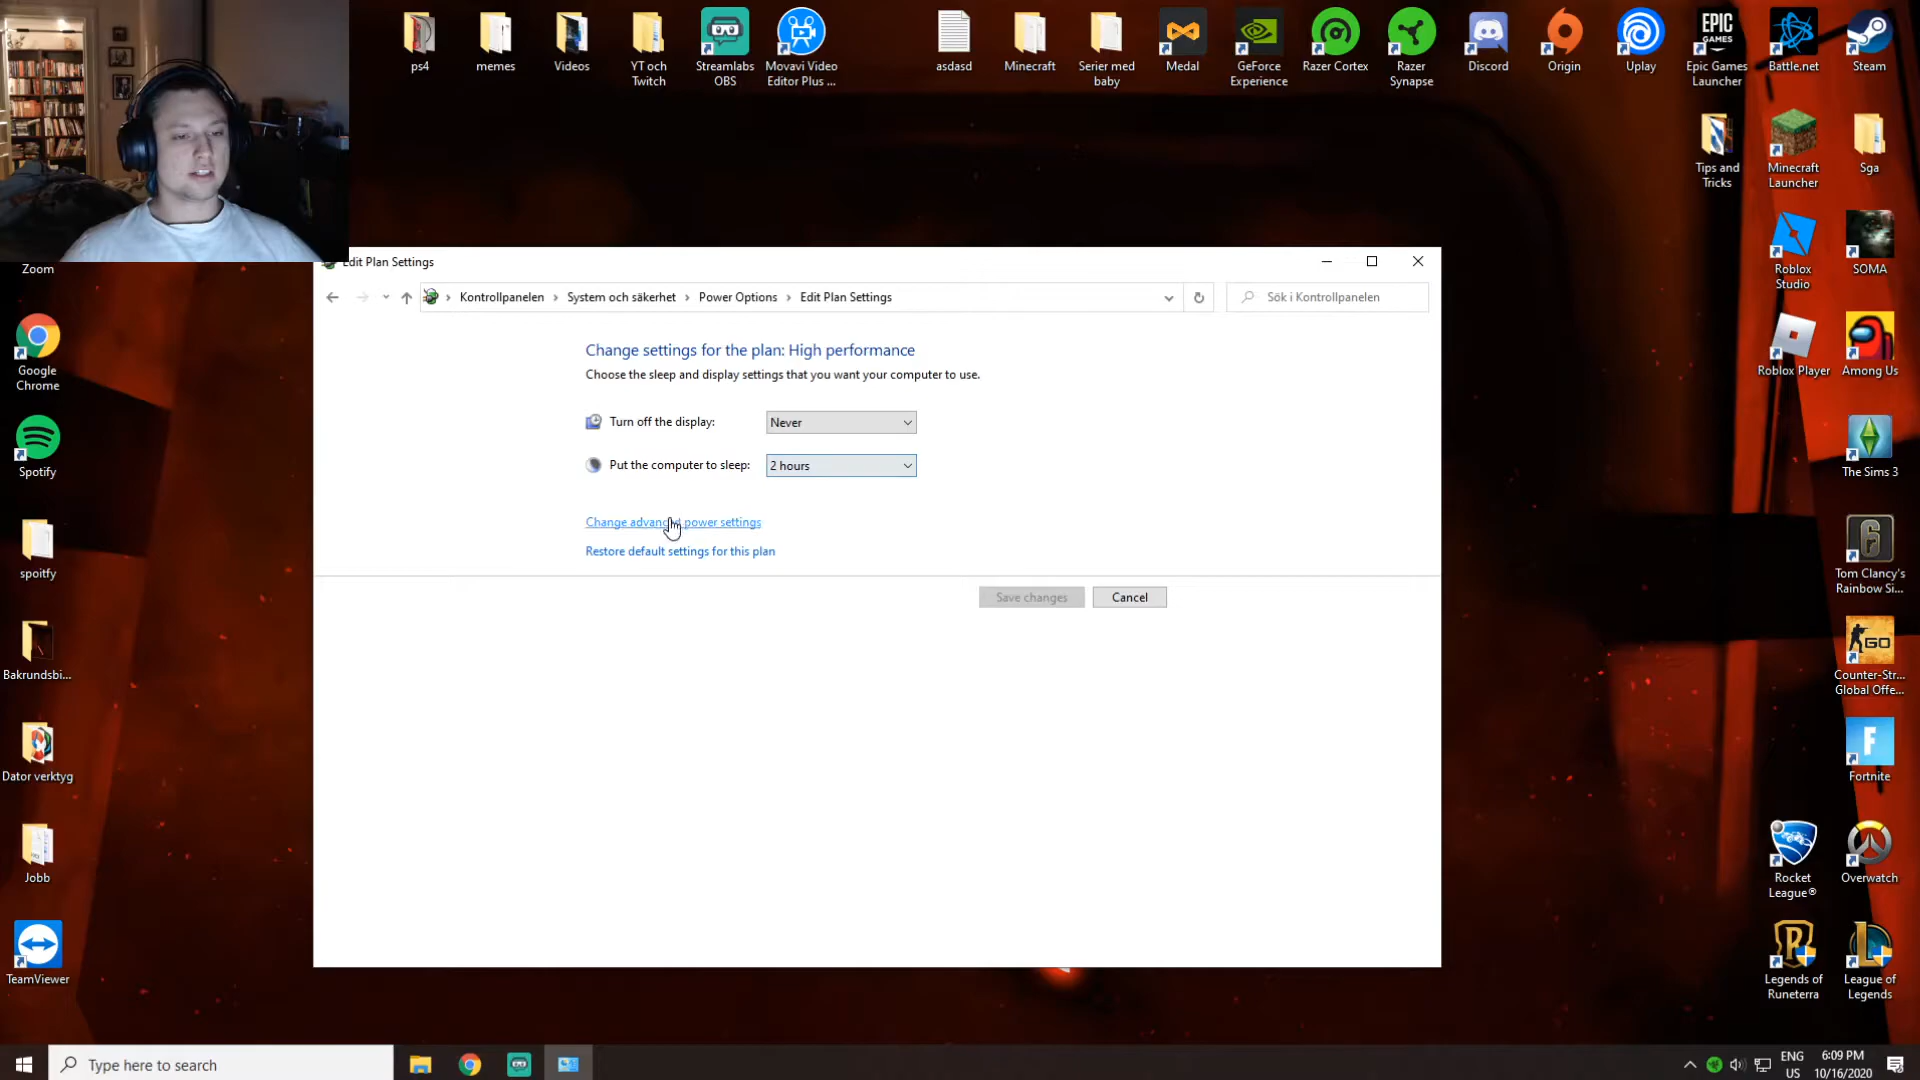 ps4
memes
Videos
YT och
Twitch
Streamlabs
OBS
Movavi Video
Editor Plus ...
asdasd
Minecraft
Serier med
baby
Medal
GeForce
Experience
Razer Cortex
Razer
Synapse
Discord
Origin
Uplay
EPIC
GAMES
Epic Games
Launcher
Battle.net
Steam
Tips and
Tricks
Minecraft
Launcher
Sga
Zoom
Roblox
Studio
SOMA
Google
Chrome
Roblox Player
Among Us
Spotify
The Sims 3
spoitfy
6
Tom Clancy's
Rainbow Si...
Bakrundsbi...
GO
Counter-Str...
Global Offe...
Dator verktyg
F
Fortnite
Jobb
Rocket
League®
Overwatch
TeamViewer
Legends of
Runeterra
League of
Legends
Edit Plan Settings
Kontrollpanelen
System och säkerhet
Power Options
Edit Plan Settings
Sök i Kontrollpanelen
Change settings for the plan: High performance
Choose the sleep and display settings that you want your computer to use.
Turn off the display:
Never
Put the computer to sleep:
2 hours
Change advanced power settings
Restore default settings for this plan
Save changes
Cancel
Type here to search
ENG
US
6:09 PM
10/16/2020